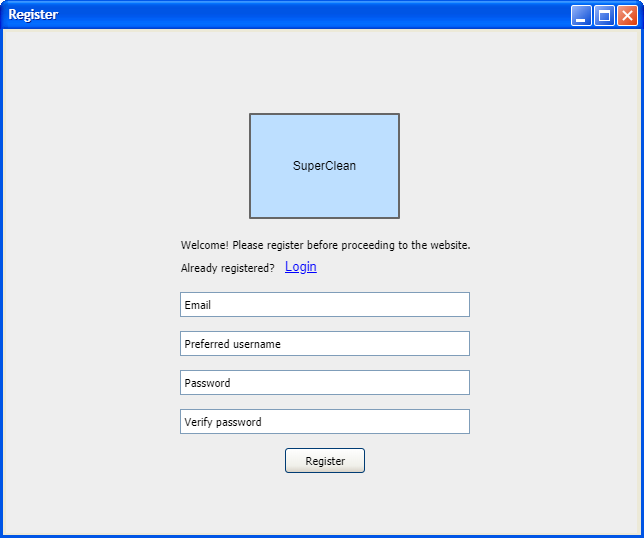 Register
SuperClean
Welcome! Please register before proceeding to the website.
Already registered? Login
Email
Preferred username
Password
Verify password
Register